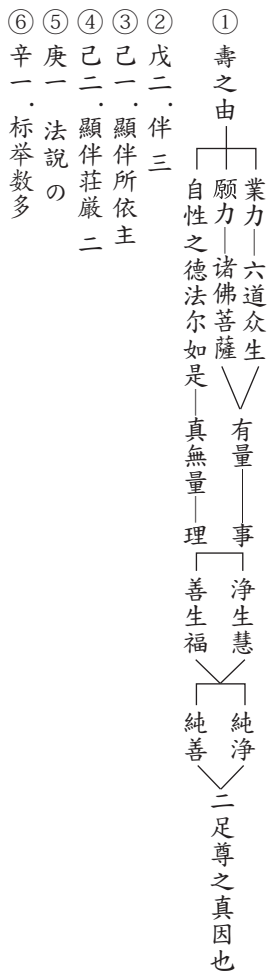 ① 壽之由
業力—六道众生
願力—诸佛菩薩
有量——事
自性之德法尔如是—真無量—理
淨生慧
善生福
純淨
純善
二足尊之真因也
② 戊二．伴 三
③ 己一．顯伴所依主
④ 己二．顯伴莊嚴 二
⑤ 庚一 法說の
⑥ 辛一．标举数多